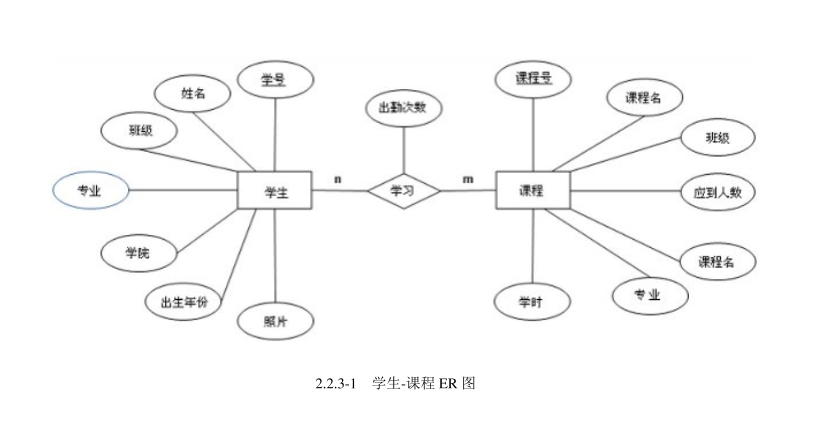 学号
课程号
姓名
出勤次数
课程名
班级
班级
专业
学生
n
学习
m
课程
应到人数
学院
课程名
出生年份
学时
专业
照片
2.2.3-1 学生-课程 ER 图